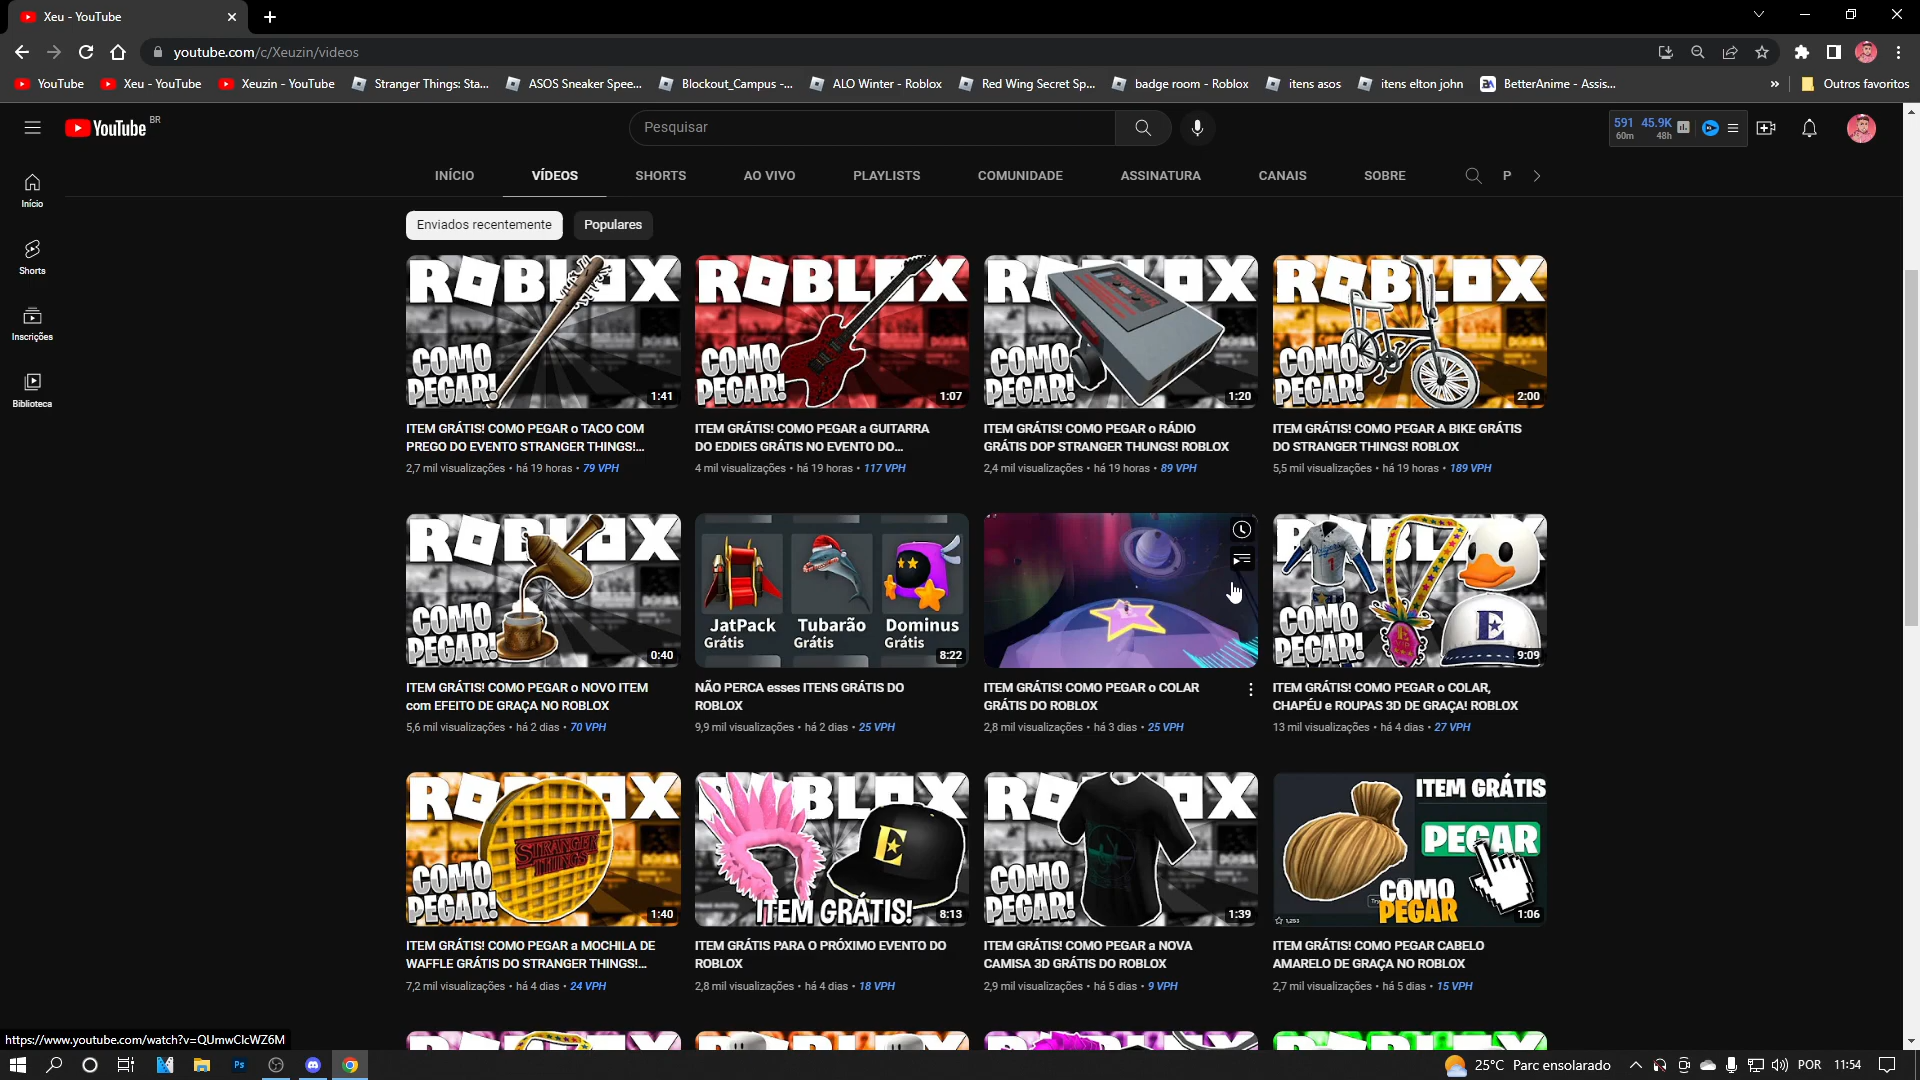 Xeu - YouTube
youtube.com/c/Xeuzin/videos
YouTube
Xeu - YouTube
Xeuzin - YouTube
Stranger Things: Sta...
ASOS Sneaker Spee...
Blockout_Campus -...
ALO Winter - Roblox
Red Wing Secret Sp...
badge room - Roblox
itens asos
itens elton john
BetterAnime - Assis...
»
Outros favoritos
YouTube BR
Pesquisar
591 45.9K
60m 48h
INÍCIO
VÍDEOS
SHORTS
AO VIVO
PLAYLISTS
COMUNIDADE
ASSINATURA
CANAIS
SOBRE
P
Início
Shorts
Inscrições
Biblioteca
Enviados recentemente
Populares
ROBLOX
COMO
PEGAR!
1:41
ROBLOX
COMO
PEGAR!
1:07
ROBLOX
COMO
PEGAR!
1:20
ROBLOX
COMO
PEGAR!
2:00
ITEM GRÁTIS! COMO PEGAR o TACO COM
PREGO DO EVENTO STRANGER THINGS!...
2,7 mil visualizações • há 19 horas • 79 VPH
ITEM GRÁTIS! COMO PEGAR a GUITARRA
DO EDDIES GRÁTIS NO EVENTO DO...
4 mil visualizações • há 19 horas • 117 VPH
ITEM GRÁTIS! COMO PEGAR o RÁDIO
GRÁTIS DOP STRANGER THUNGS! ROBLOX
2,4 mil visualizações • há 19 horas • 89 VPH
ITEM GRÁTIS! COMO PEGAR A BIKE GRÁTIS
DO STRANGER THINGS! ROBLOX
5,5 mil visualizações • há 19 horas • 189 VPH
ROBLOX
COMO
PEGAR!
0:40
JatPack
Grátis
Tubarão
Grátis
Dominus
Grátis
8:22
Dodgers
1
E
E
COMO
PEGAR!
9:09
ITEM GRÁTIS! COMO PEGAR o NOVO ITEM
com EFEITO DE GRAÇA NO ROBLOX
5,6 mil visualizações • há 2 dias • 70 VPH
NÃO PERCA esses ITENS GRÁTIS DO
ROBLOX
9,9 mil visualizações • há 2 dias • 25 VPH
ITEM GRÁTIS! COMO PEGAR o COLAR
GRÁTIS DO ROBLOX
2,8 mil visualizações • há 3 dias • 25 VPH
ITEM GRÁTIS! COMO PEGAR o COLAR,
CHAPÉU e ROUPAS 3D DE GRAÇA! ROBLOX
13 mil visualizações • há 4 dias • 27 VPH
ROBLOX
STRANGER
THINGS
COMO
PEGAR!
1:40
BLOX
E
ITEM GRÁTIS!
8:13
ROBLOX
COMO
PEGAR!
1:39
ITEM GRÁTIS
PEGAR
COMO
PEGAR
1,253
1:06
ITEM GRÁTIS! COMO PEGAR a MOCHILA DE
WAFFLE GRÁTIS DO STRANGER THINGS!...
7,2 mil visualizações • há 4 dias • 24 VPH
ITEM GRÁTIS PARA O PRÓXIMO EVENTO DO
ROBLOX
2,8 mil visualizações • há 4 dias • 18 VPH
ITEM GRÁTIS! COMO PEGAR a NOVA
CAMISA 3D GRÁTIS DO ROBLOX
2,9 mil visualizações • há 5 dias • 9 VPH
ITEM GRÁTIS! COMO PEGAR CABELO
AMARELO DE GRAÇA NO ROBLOX
2,7 mil visualizações • há 5 dias • 15 VPH
https://www.youtube.com/watch?v=QUmwClcWZ6M
Ps
25°C Parc ensolarado
POR
11:54